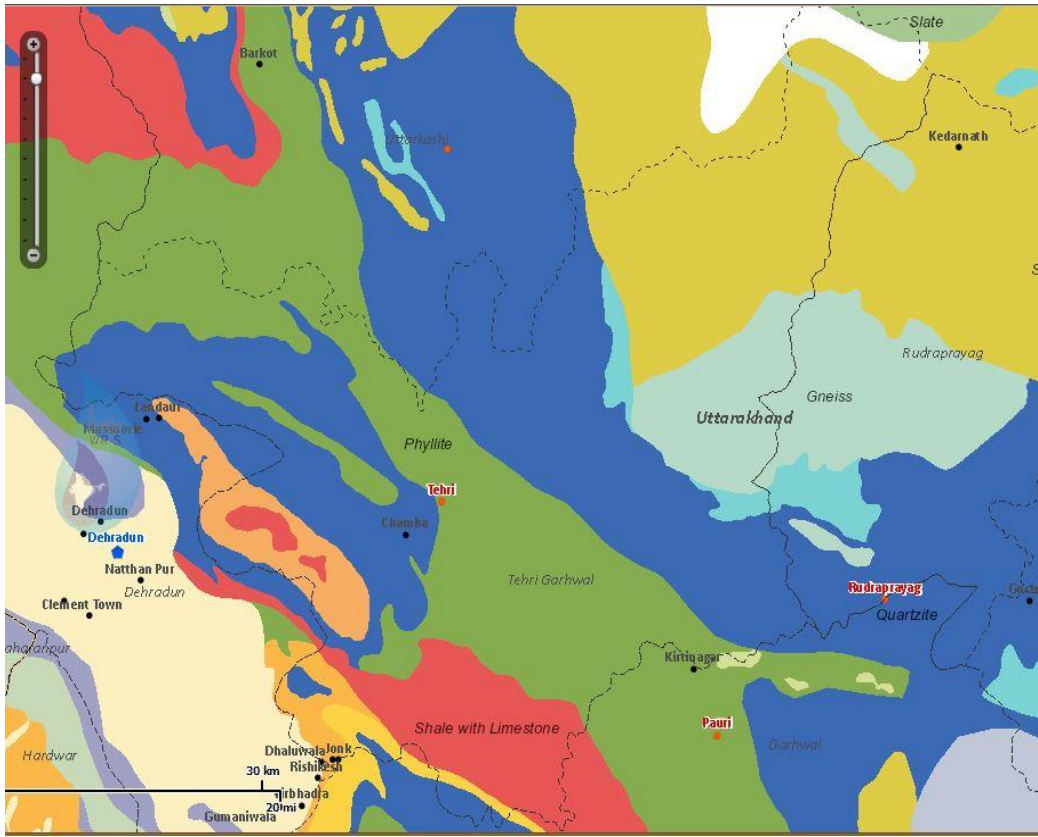 Slate
Barkot
Uttarkashi
Kedarnath
Rudraprayag
Gneiss
Uttarakhand
Landaur
Mussoorie
Phyllite
Tehri
Chamba
Dehradun
Dehradun
Natthan Pur
Dehradun
Tehri Garhwal
Clement Town
Rudraprayag
Quartzite
aharanpur
Kirtinagar
Pauri
Shale with Limestone
Garhwal
Hardwar
Dhaluwala
Jonk
Rishikesh
30 km
20 mi
irbhadra
Gumaniwala